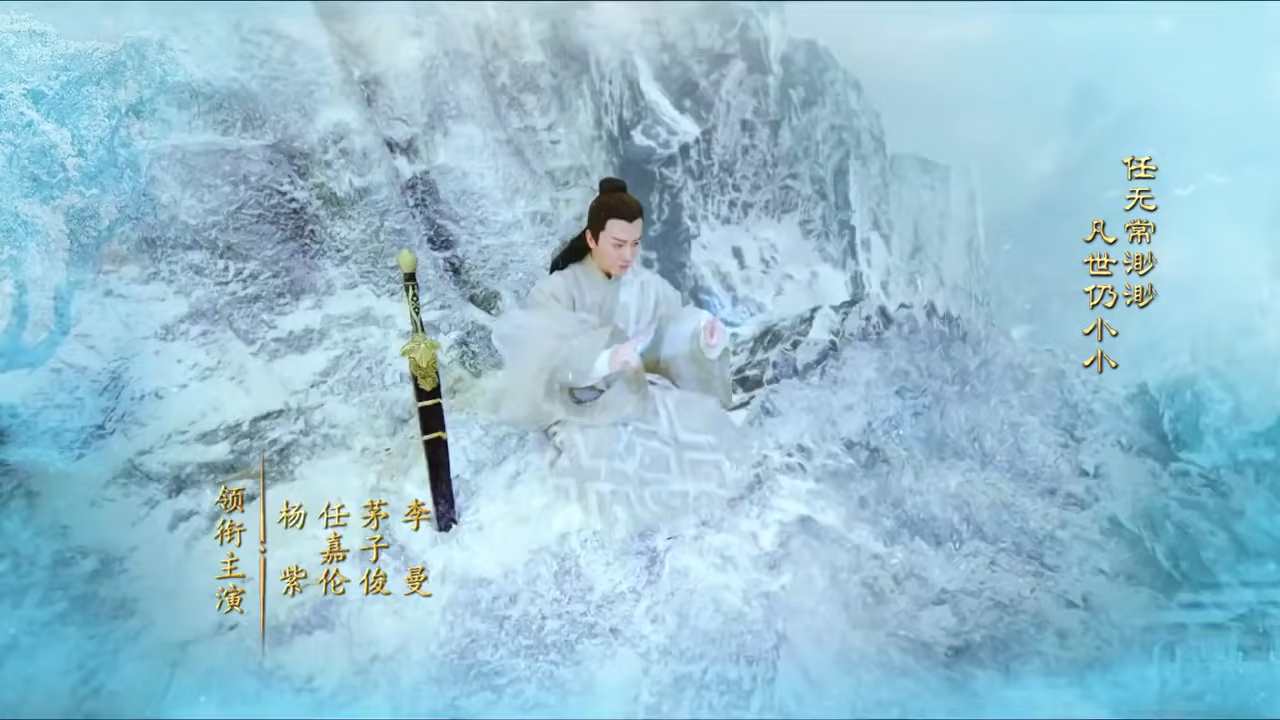 任无常渺渺
凡世仍小小
领衔主演
杨紫
任嘉伦
茅子俊
李曼